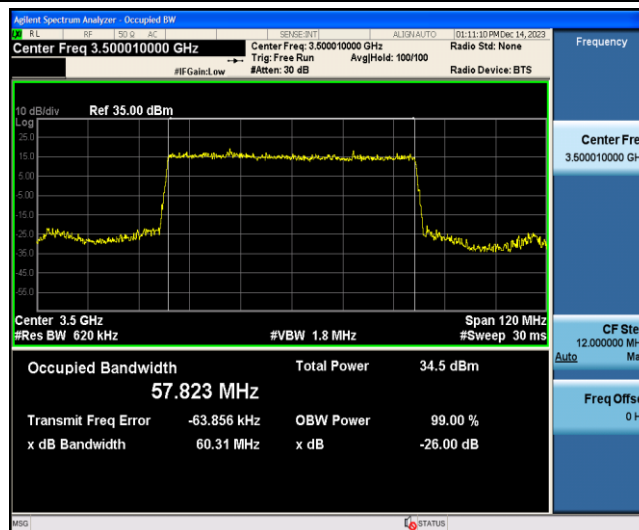 Agilent Spectrum Analyzer - Occupied BW
RL RF 50 Ω AC SENSE:INT ALIGN AUTO 01:11:10 PM Dec 14, 2023
Center Freq 3.500010000 GHz
Center Freq: 3.500010000 GHz
Radio Std: None
Trig: Free Run Avg|Hold: 100/100
#IFGain:Low
#Atten: 30 dB
Radio Device: BTS
10 dB/div Ref 35.00 dBm
Log
25.0
15.0
5.00
-5.00
-15.0
-25.0
-35.0
-45.0
-55.0
Center 3.5 GHz
Span 120 MHz
#Res BW 620 kHz
#VBW 1.8 MHz
#Sweep 30 ms
Occupied Bandwidth
57.823 MHz
Total Power 34.5 dBm
Transmit Freq Error -63.856 kHz
OBW Power 99.00 %
x dB Bandwidth 60.31 MHz
x dB -26.00 dB
MSG
STATUS
Frequency
Center Fre
3.500010000 GH
CF Ste
12.000000 MH
Auto Ma
Freq Offs
0 H